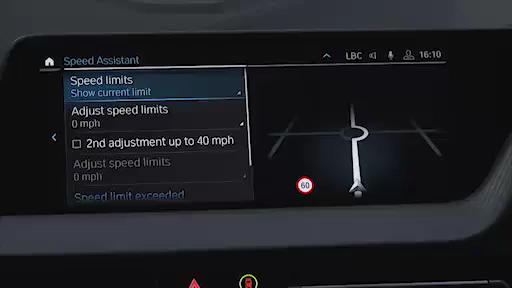 Speed Assistant
LBC
16:10
Speed limits
Show current limit
Adjust speed limits
0 mph
2nd adjustment up to 40 mph
Adjust speed limits
0 mph
Speed limit exceeded
60